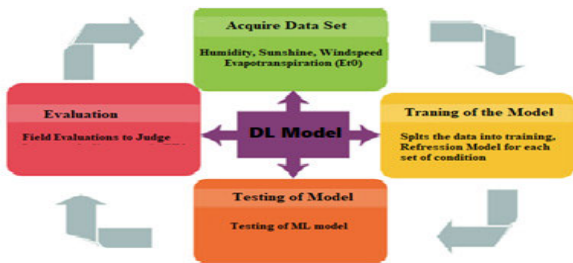 Acquire Data Set
Humidity, Sunshine, Windspeed
Evapotranspiration (Et0)
Evaluation
Field Evaluations to Judge
DL Model
Traning of the Model
Splts the data into training,
Refression Model for each
set of condition
Testing of Model
Testing of ML model